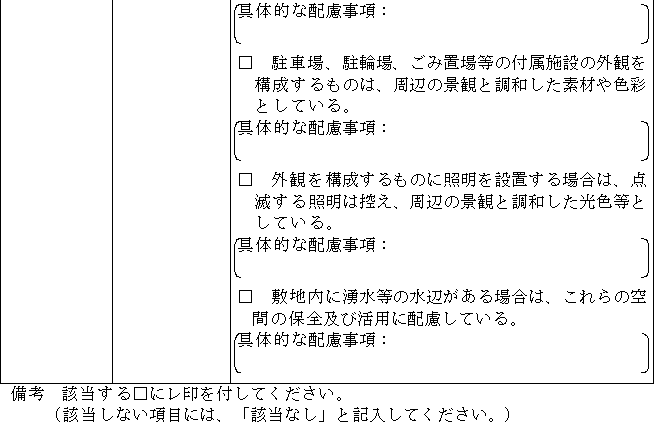 具体的な配慮事項：
□　駐車場、駐輪場、ごみ置場等の付属施設の外観を
構成するものは、周辺の景観と調和した素材や色彩
としている。
具体的な配慮事項：
□　外観を構成するものに照明を設置する場合は、点
滅する照明は控え、周辺の景観と調和した光色等と
している。
具体的な配慮事項：
□　敷地内に湧水等の水辺がある場合は、これらの空
間の保全及び活用に配慮している。
具体的な配慮事項：
備考　該当する□にレ印を付してください。
（該当しない項目には、「該当なし」と記入してください。）